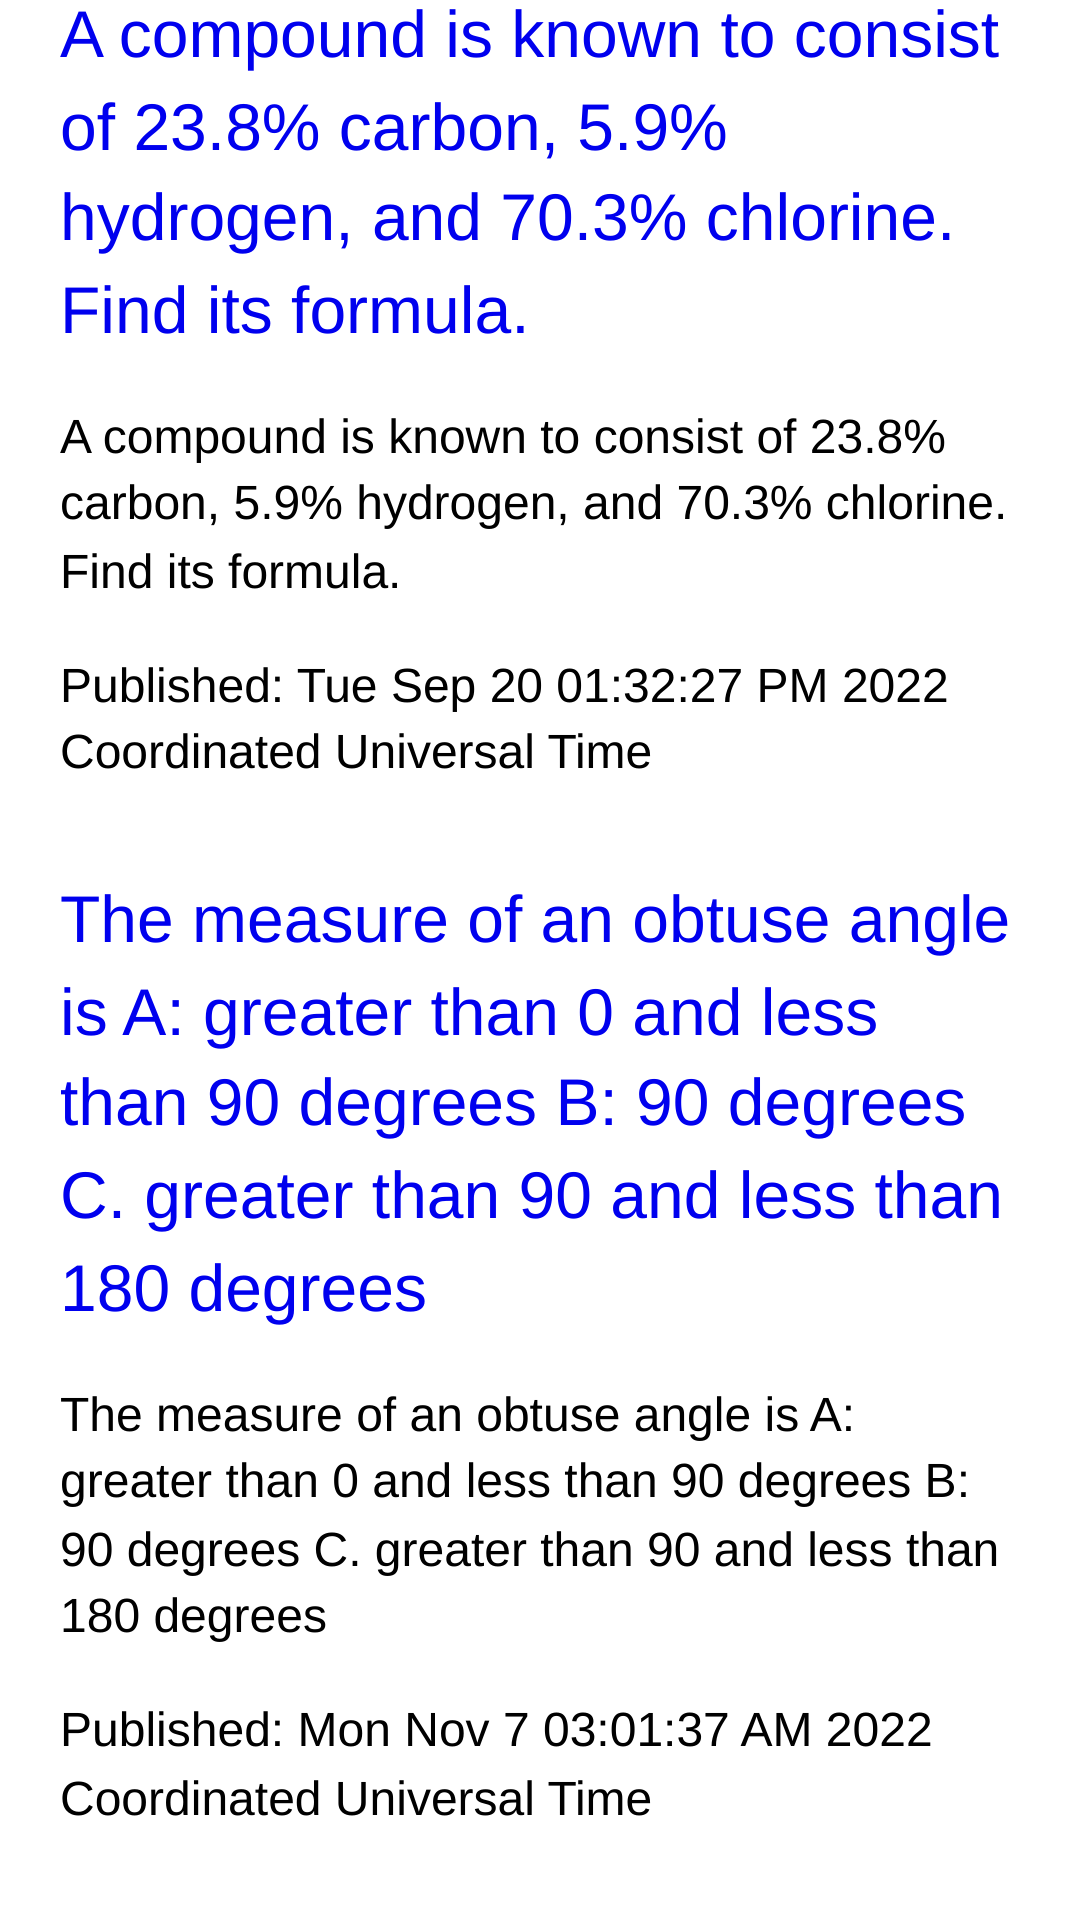 A compound is known to consist
of 23.8% carbon, 5.9%
hydrogen, and 70.3% chlorine.
Find its formula.
A compound is known to consist of 23.8%
carbon, 5.9% hydrogen, and 70.3% chlorine.
Find its formula.
Published: Tue Sep 20 01:32:27 PM 2022
Coordinated Universal Time
The measure of an obtuse angle
is A: greater than 0 and less
than 90 degrees B: 90 degrees
C. greater than 90 and less than
180 degrees
The measure of an obtuse angle is A:
greater than 0 and less than 90 degrees B:
90 degrees C. greater than 90 and less than
180 degrees
Published: Mon Nov 7 03:01:37 AM 2022
Coordinated Universal Time